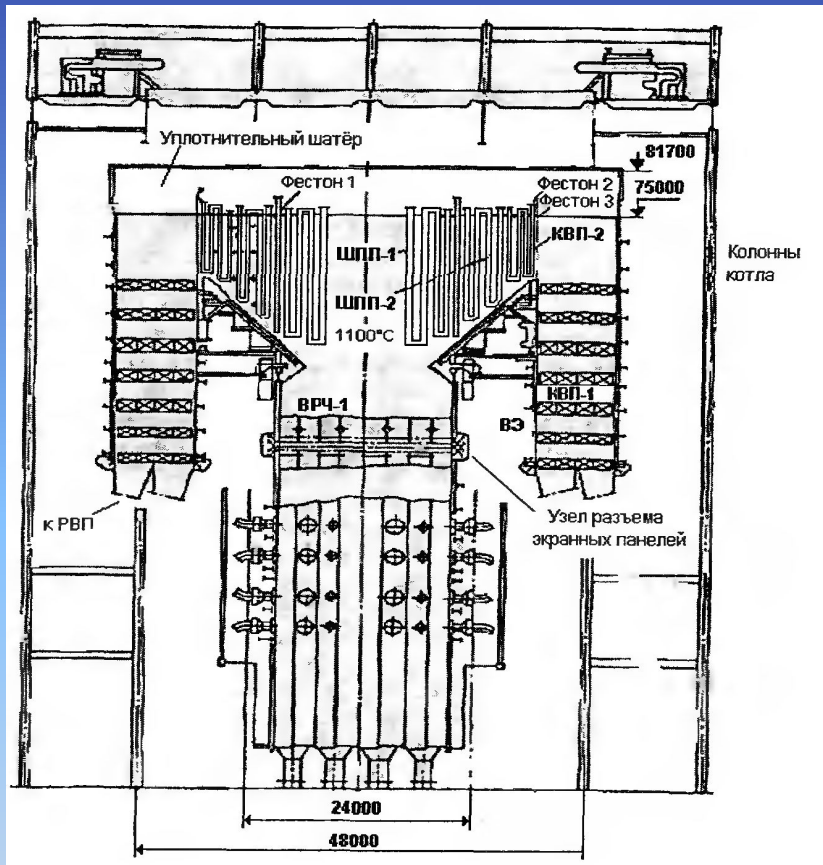 Уплотнительный шатёр
81700
Фестон 1
Фестон 2
75000
Фестон 3
ШПП-1
КВП-2
Колонны
котла
ШПП-2
1100°С
ВРЧ-1
КВП-1
ВЭ
к РВП
Узел разъема
экранных панелей
24000
48000